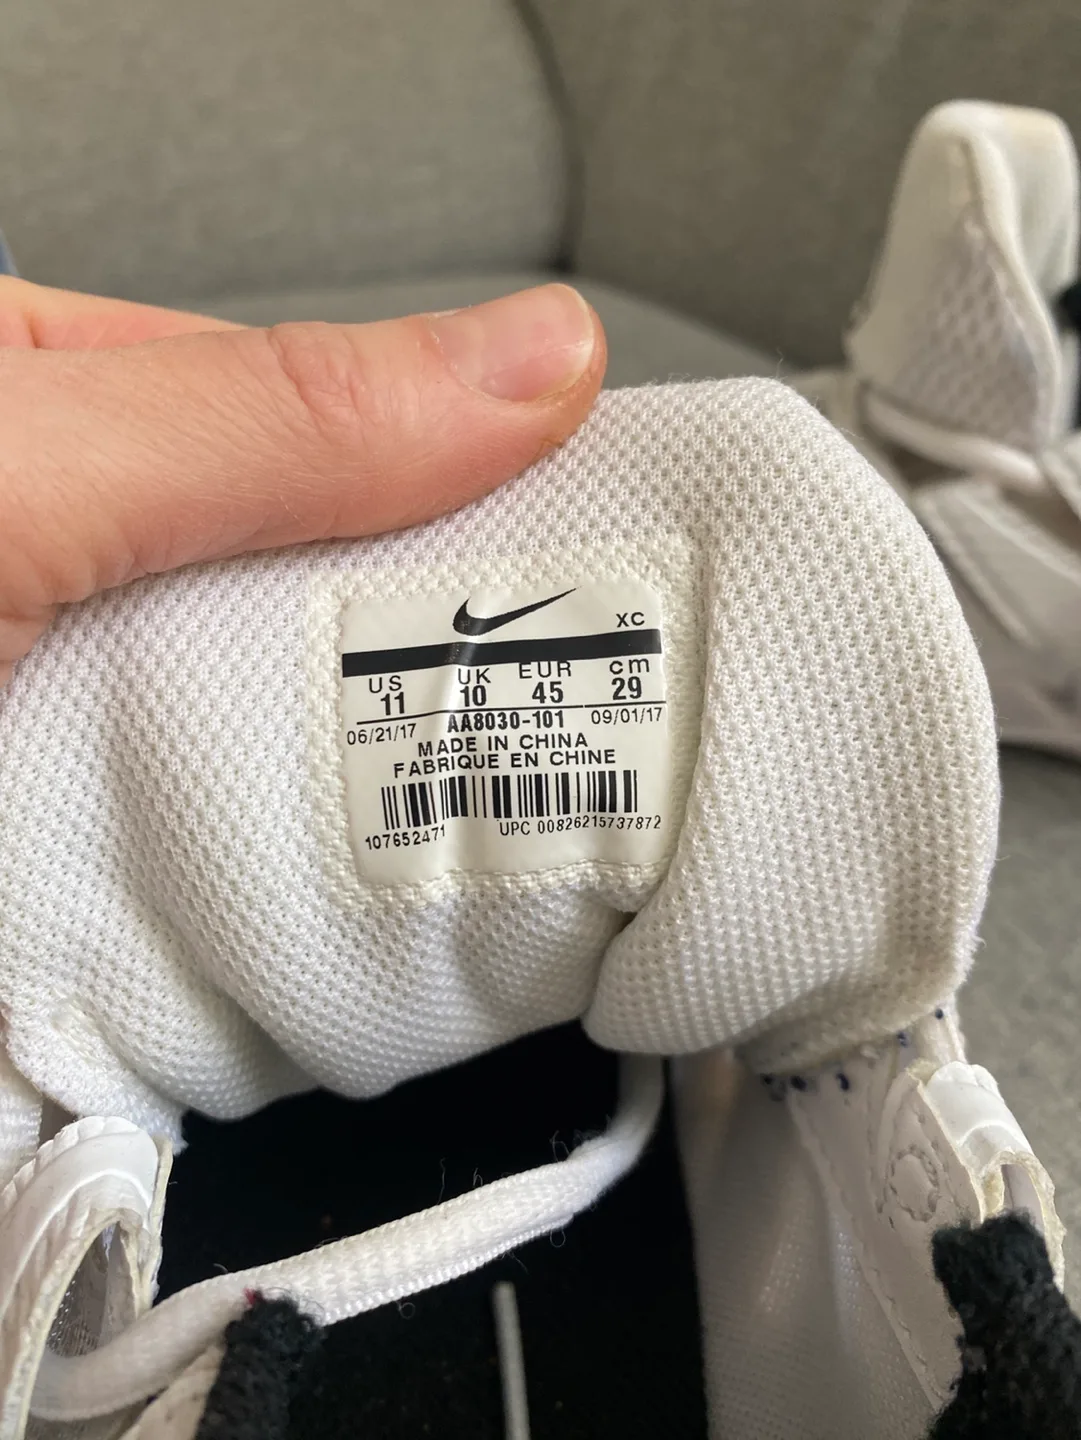 XC
US UK EUR cm
11 10 45 29
06/21/17 AA8030-101 09/01/17
MADE IN CHINA
FABRIQUE EN CHINE
107652471 UPC 00826215737872